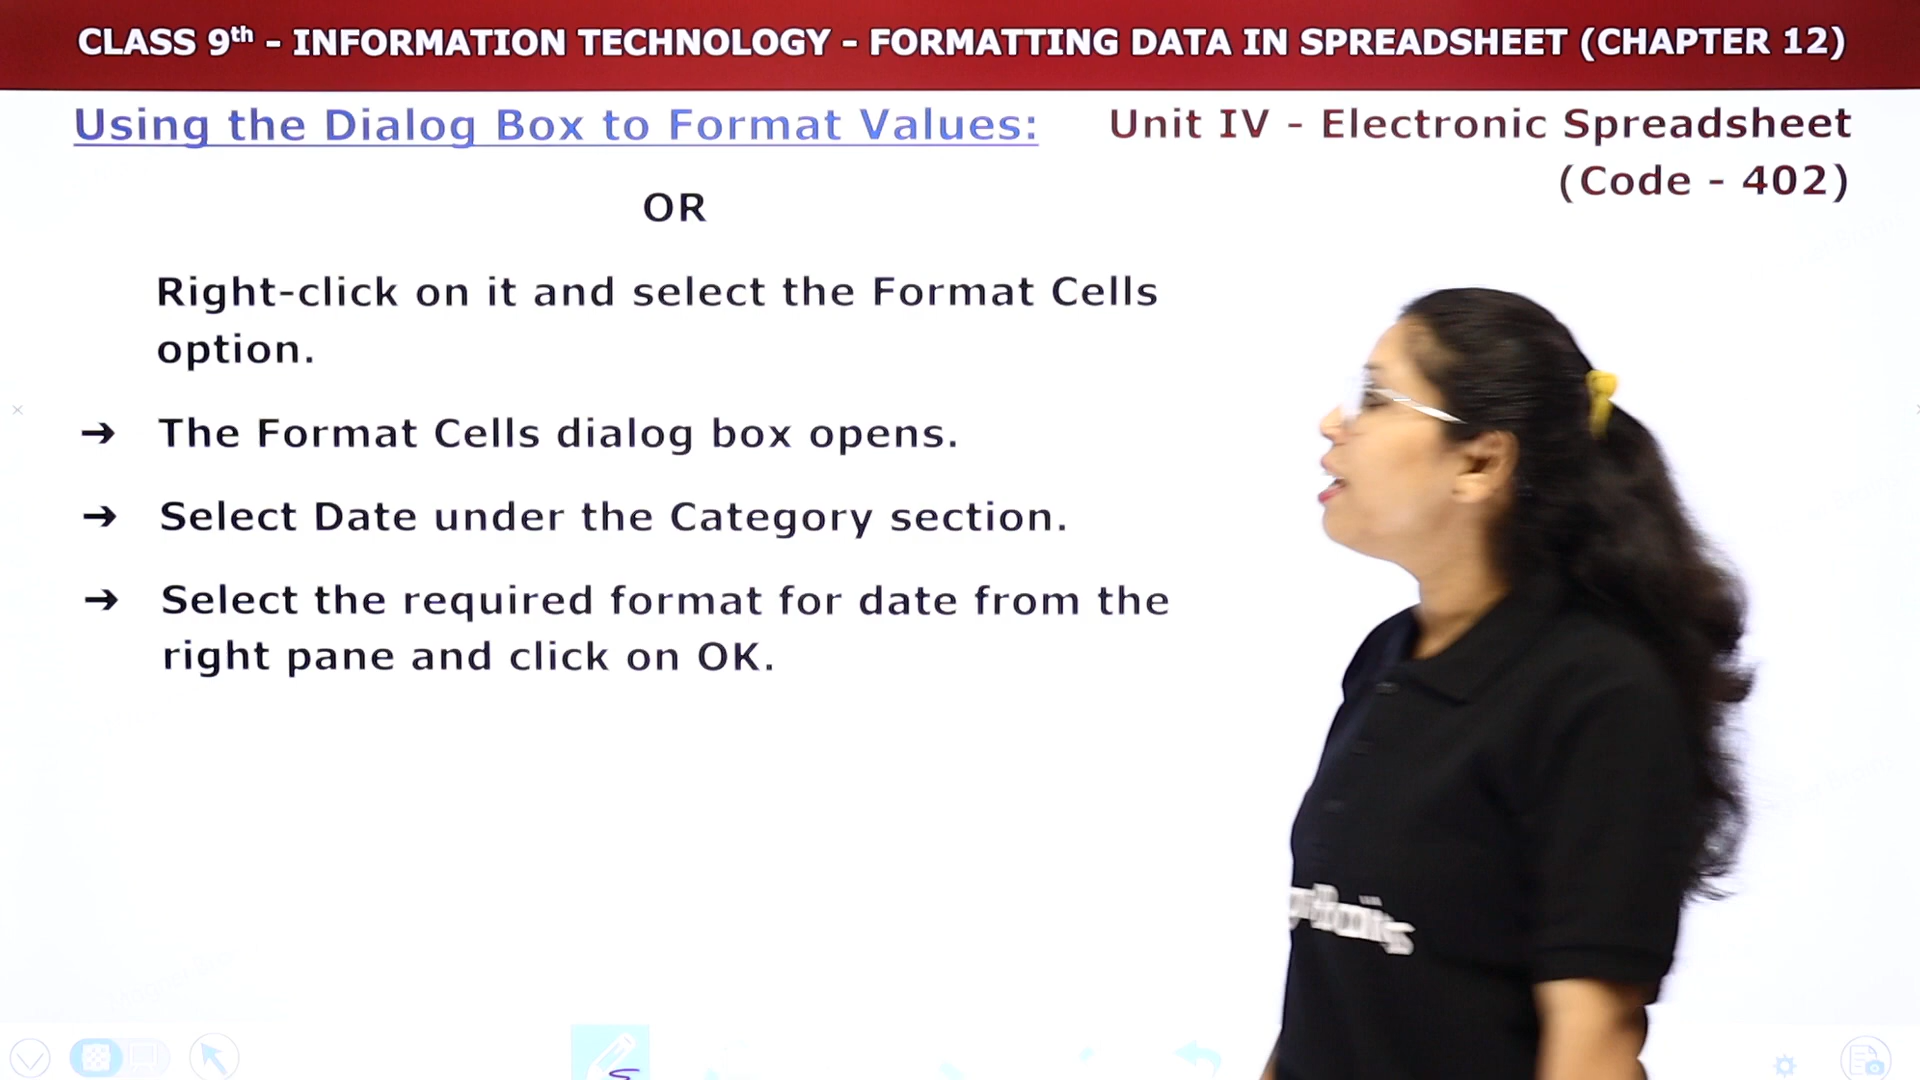 CLASS 9th - INFORMATION TECHNOLOGY - FORMATTING DATA IN SPREADSHEET (CHAPTER 12)
Using the Dialog Box to Format Values:
Unit IV - Electronic Spreadsheet
(Code - 402)
OR
Right-click on it and select the Format Cells
option.
➔ The Format Cells dialog box opens.
➔ Select Date under the Category section.
➔ Select the required format for date from the
right pane and click on OK.